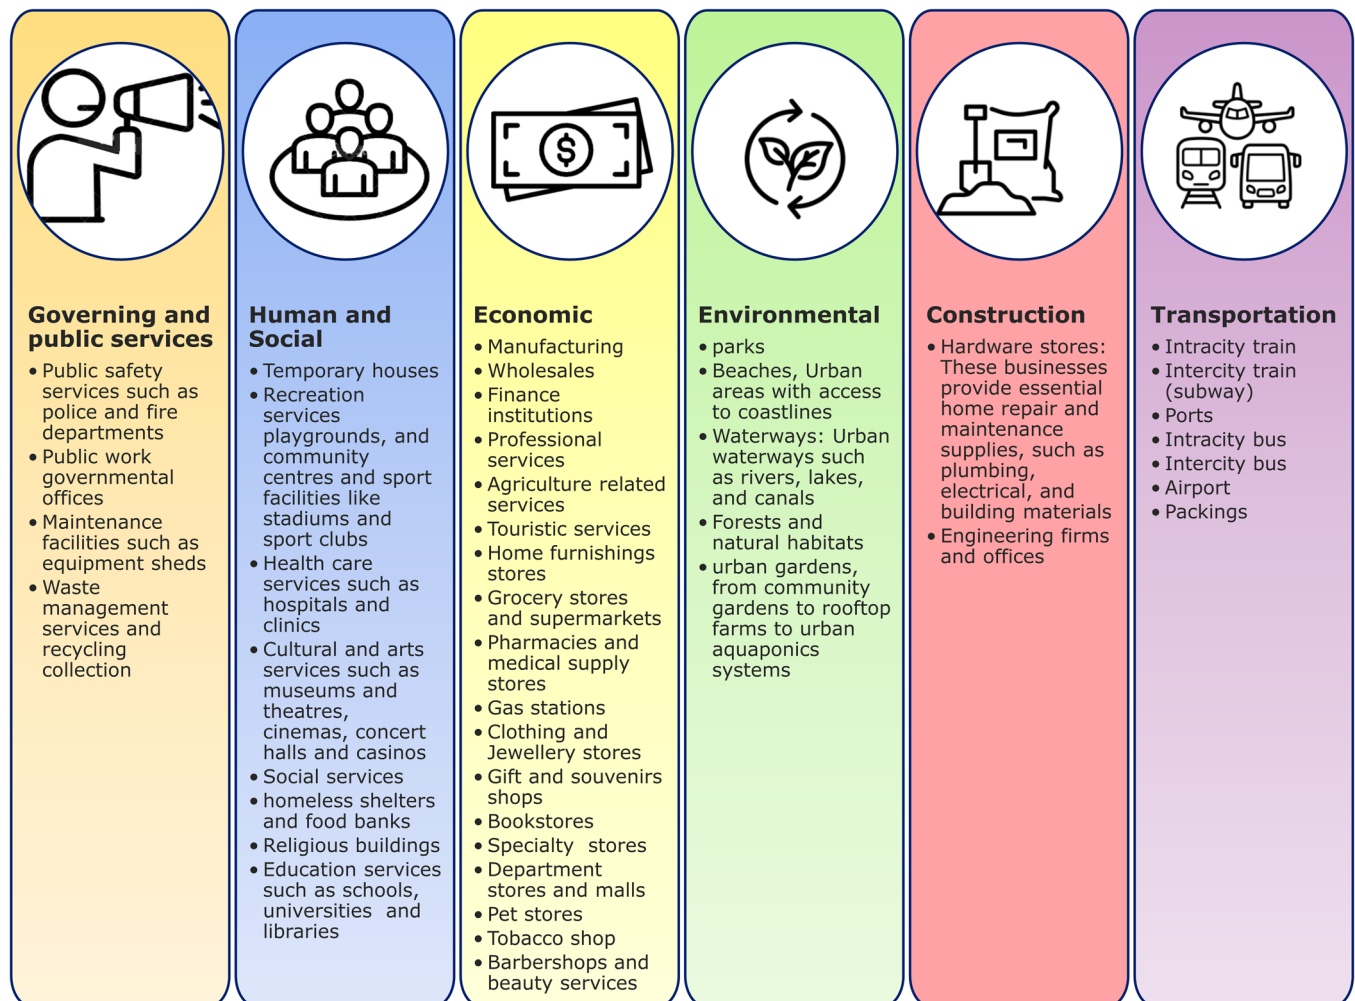 Governing and
public services
• Public safety
services such as
police and fire
departments
• Public work
governmental
offices
• Maintenance
facilities such as
equipment sheds
• Waste
management
services and
recycling
collection
Human and
Social
• Temporary houses
• Recreation
services
playgrounds, and
community
centres and sport
facilities like
stadiums and
sport clubs
• Health care
services such as
hospitals and
clinics
• Cultural and arts
services such as
museums and
theatres,
cinemas, concert
halls and casinos
• Social services
• homeless shelters
and food banks
• Religious buildings
• Education services
such as schools,
universities  and
libraries
$
Economic
• Manufacturing
• Wholesales
• Finance
institutions
• Professional
services
• Agriculture related
services
• Touristic services
• Home furnishings
stores
• Grocery stores
and supermarkets
• Pharmacies and
medical supply
stores
• Gas stations
• Clothing and
Jewellery stores
• Gift and souvenirs
shops
• Bookstores
• Specialty  stores
• Department
stores and malls
• Pet stores
• Tobacco shop
• Barbershops and
beauty services
Environmental
• parks
• Beaches, Urban
areas with access
to coastlines
• Waterways: Urban
waterways such
as rivers, lakes,
and canals
• Forests and
natural habitats
• urban gardens,
from community
gardens to rooftop
farms to urban
aquaponics
systems
Construction
• Hardware stores:
These businesses
provide essential
home repair and
maintenance
supplies, such as
plumbing,
electrical, and
building materials
• Engineering firms
and offices
Transportation
• Intracity train
• Intercity train
(subway)
• Ports
• Intracity bus
• Intercity bus
• Airport
• Packings